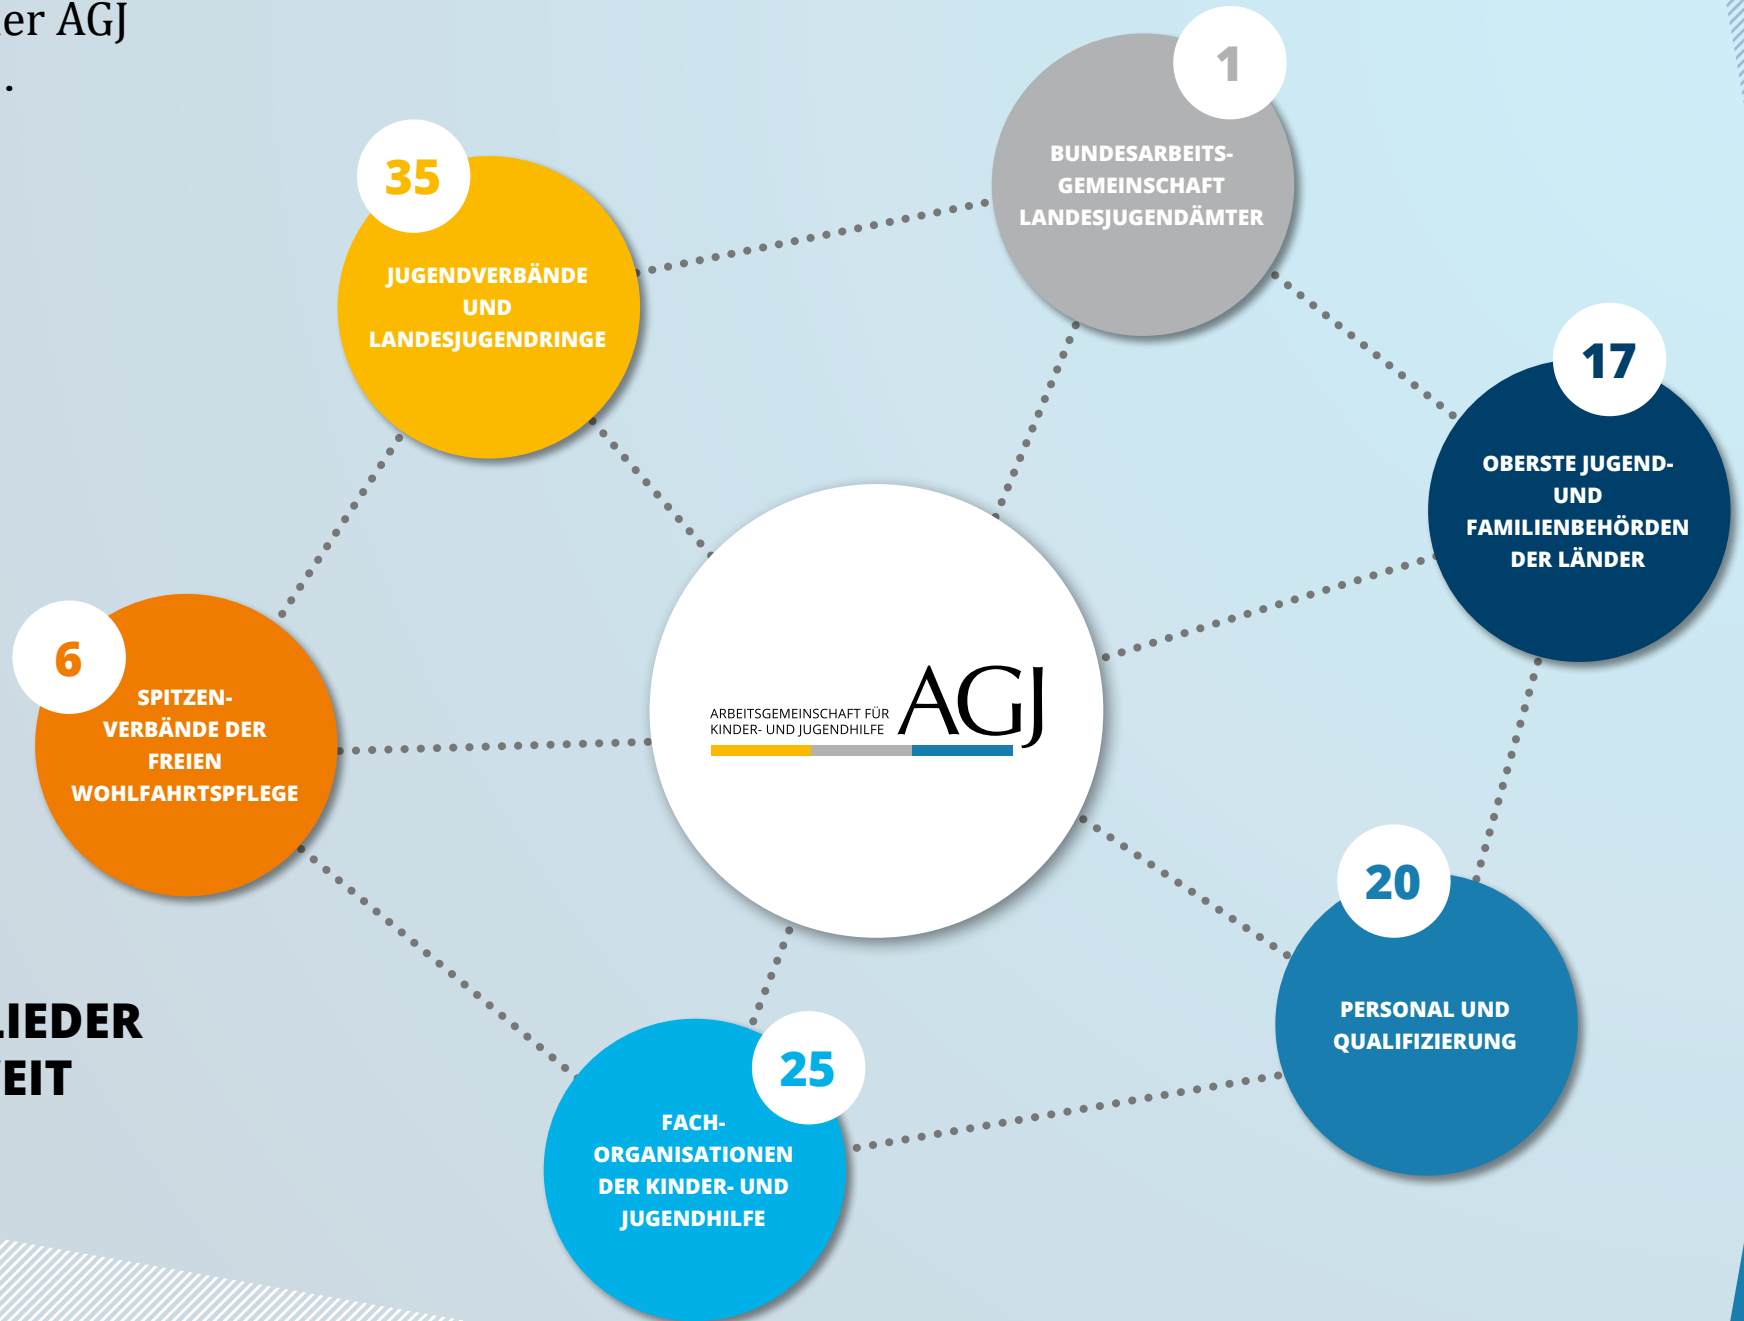 er AGJ
.
1
BUNDESARBEITS-
GEMEINSCHAFT
LANDESJUGENDÄMTER
35
JUGENDVERBÄNDE
UND
LANDESJUGENDRINGE
17
OBERSTE JUGEND-
UND
FAMILIENBEHÖRDEN
DER LÄNDER
6
SPITZEN-
VERBÄNDE DER
FREIEN
WOHLFAHRTSPFLEGE
ARBEITSGEMEINSCHAFT FÜR
KINDER- UND JUGENDHILFE
AGJ
20
PERSONAL UND
QUALIFIZIERUNG
LIEDER
EIT
25
FACH-
ORGANISATIONEN
DER KINDER- UND
JUGENDHILFE